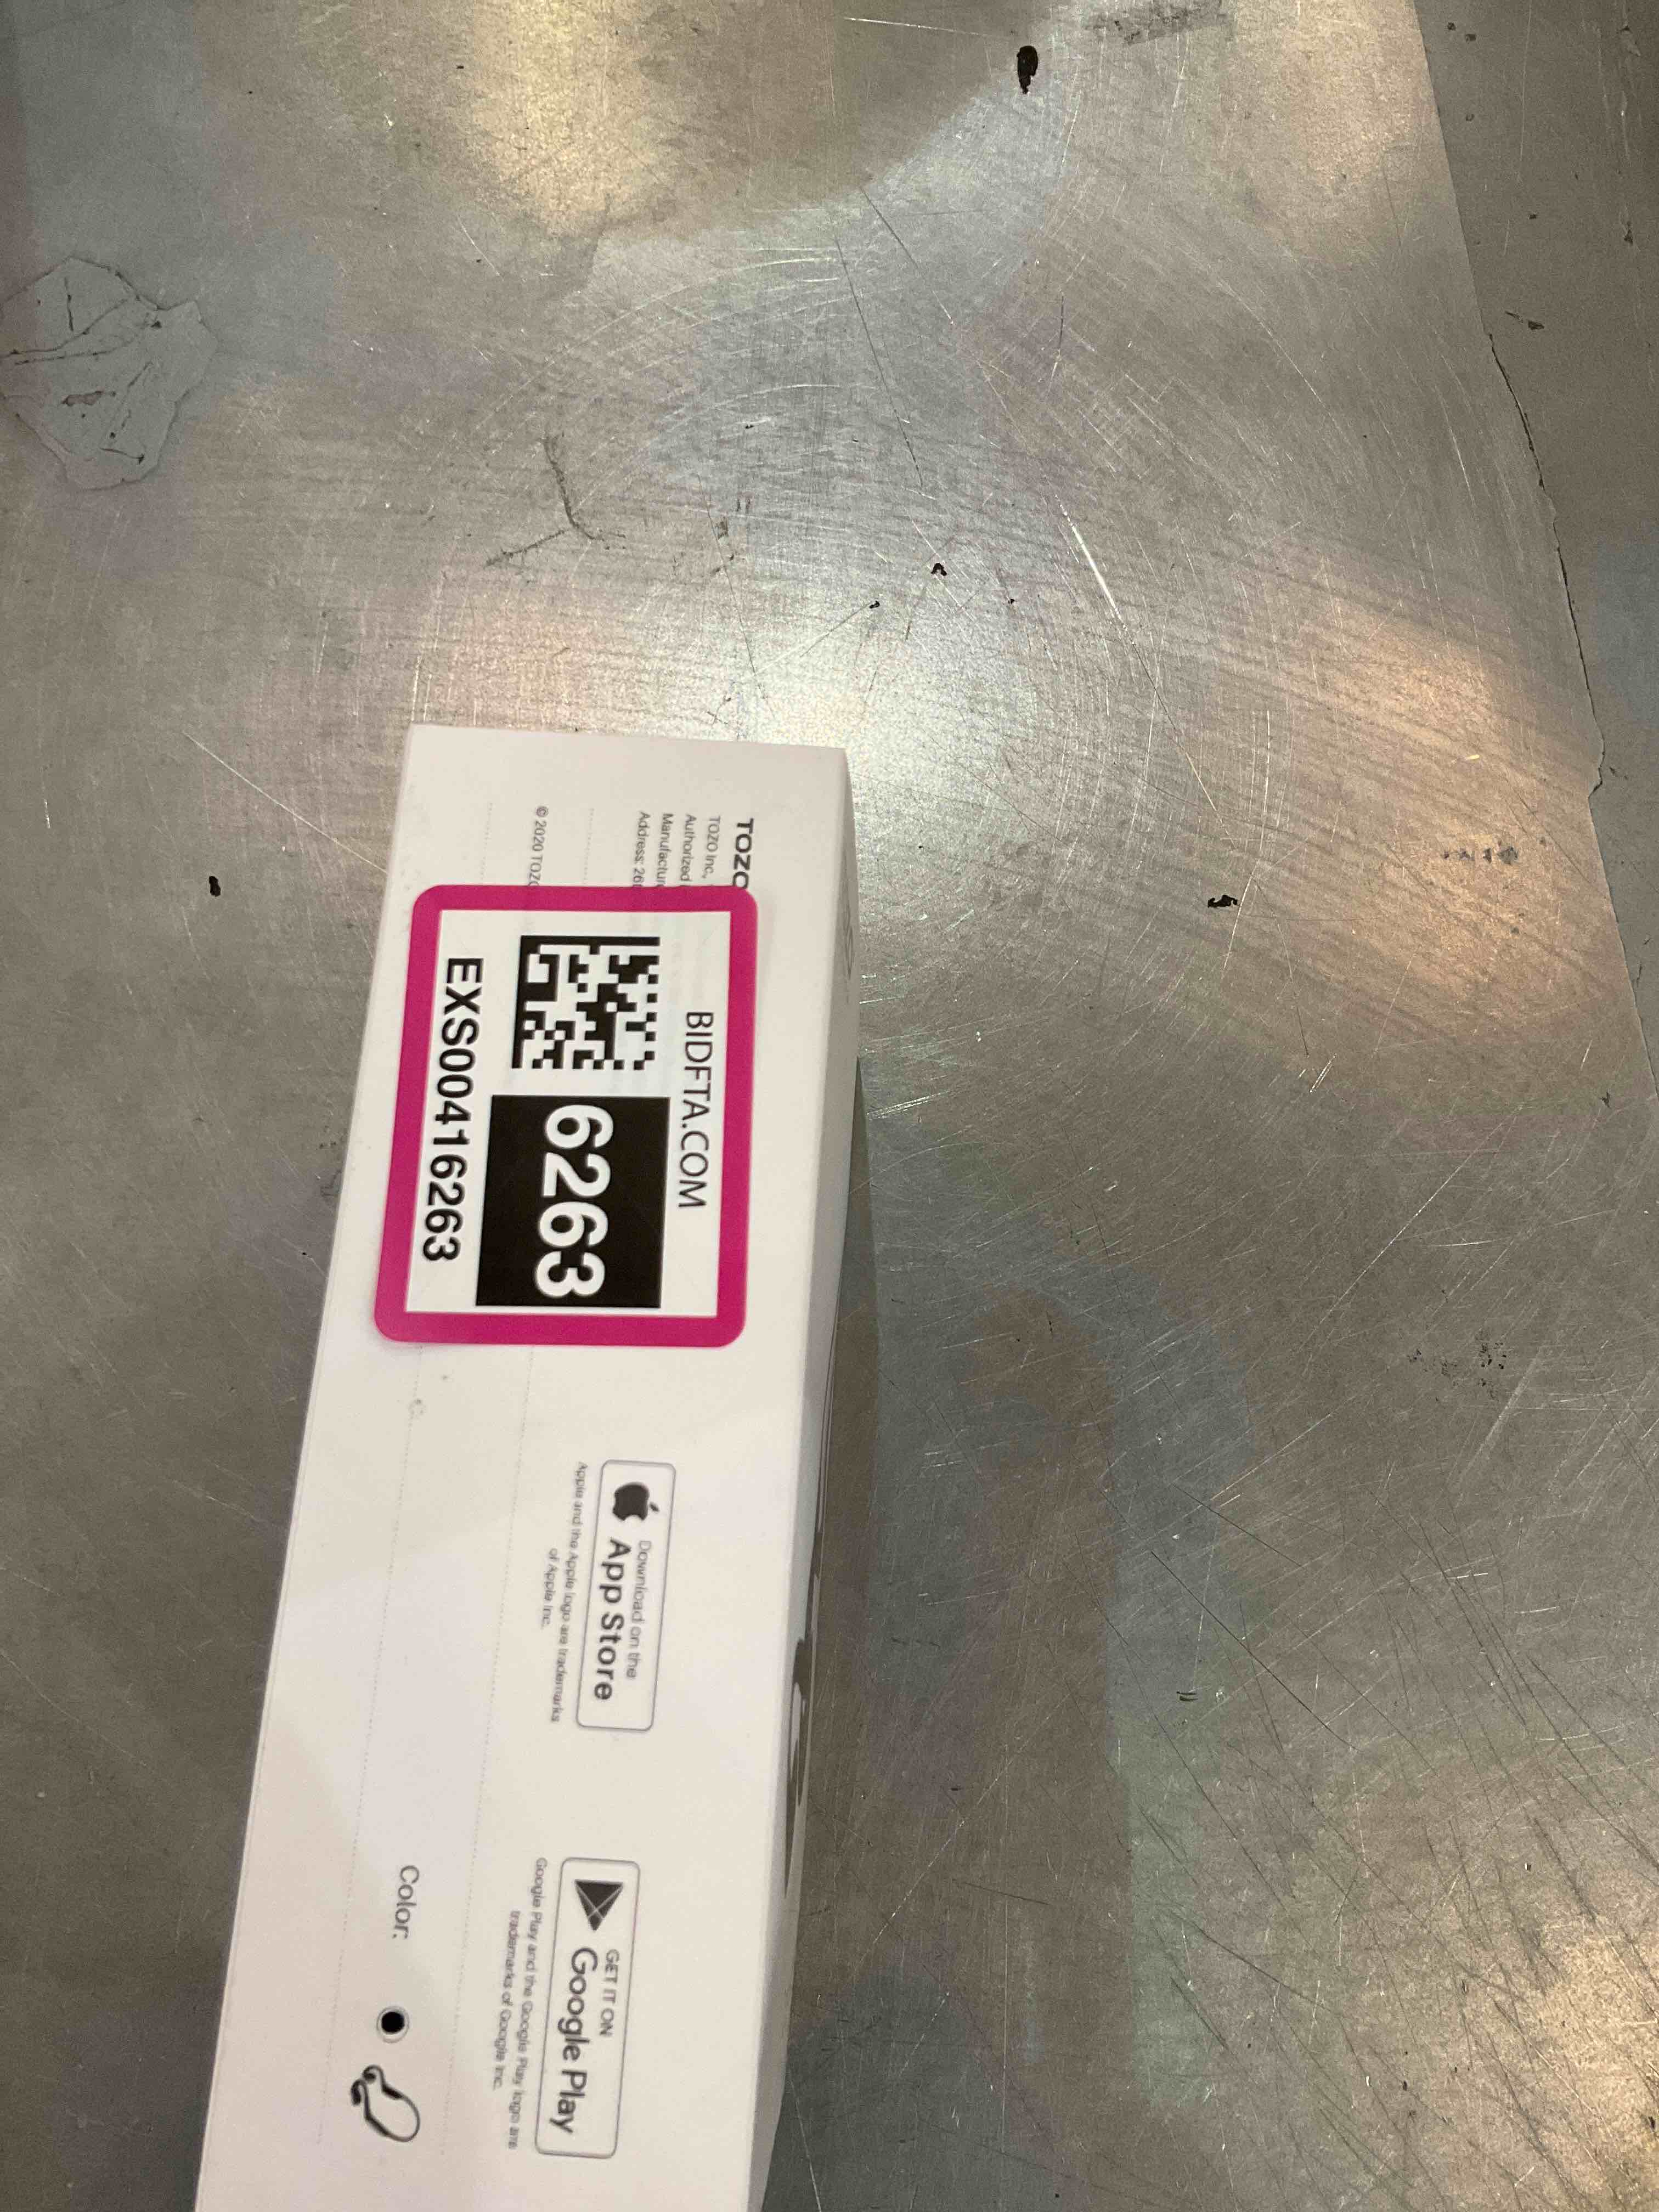 TOZO
TOZO Inc,
Authorized
Manufactur
Address: 26
© 2020 TOZO
BIDFTA.COM
6263
EXS00416263
Download on the
App Store
Apple and the Apple logo are trademarks
of Apple Inc.
GET IT ON
Google Play
Google Play and the Google Play logo are
trademarks of Google Inc.
Color: